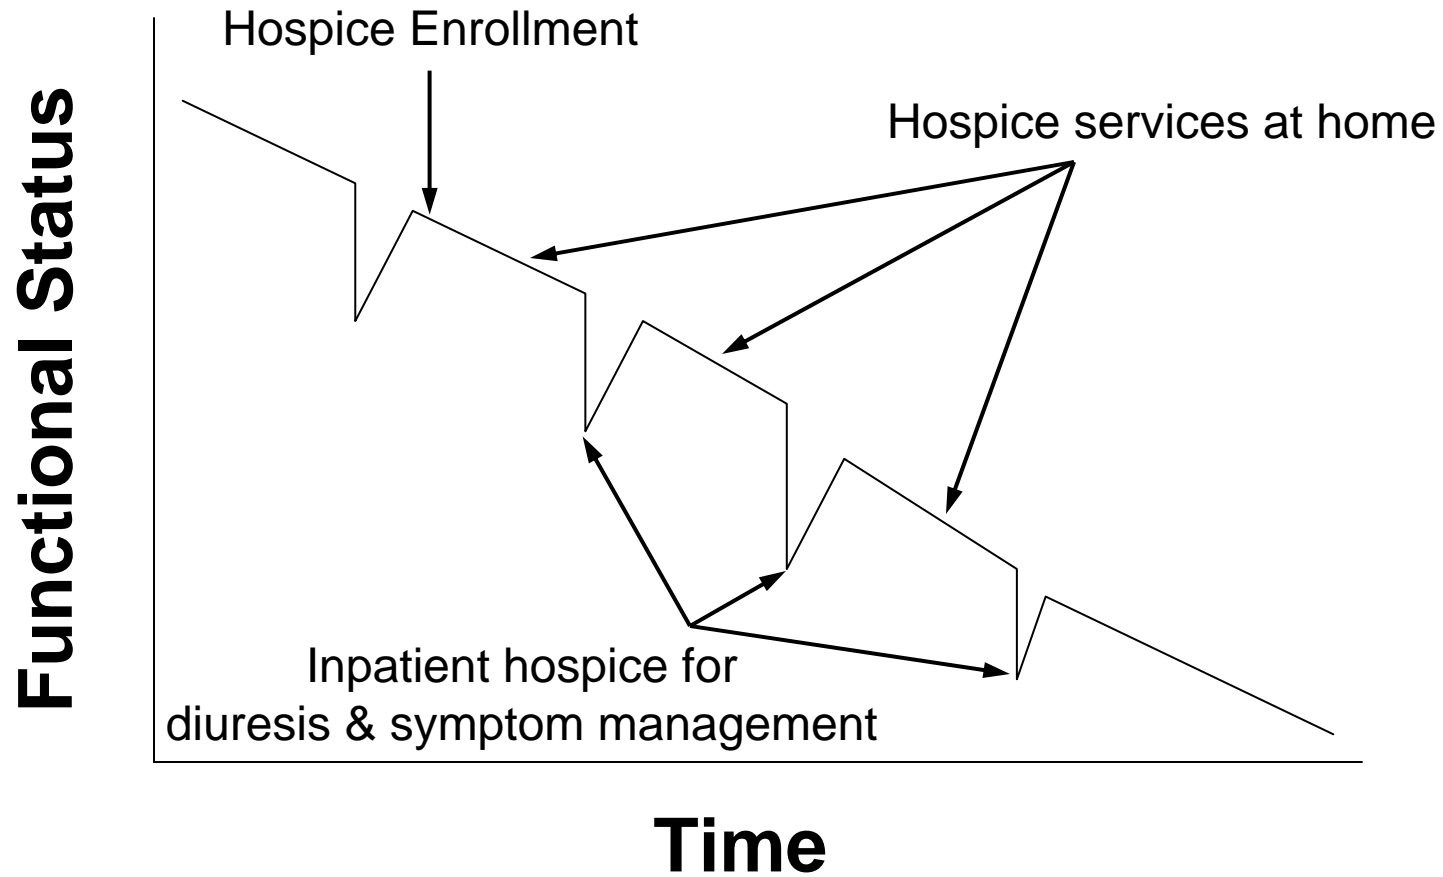 Hospice Enrollment
Hospice services at home
Functional Status
Inpatient hospice for
diuresis & symptom management
Time